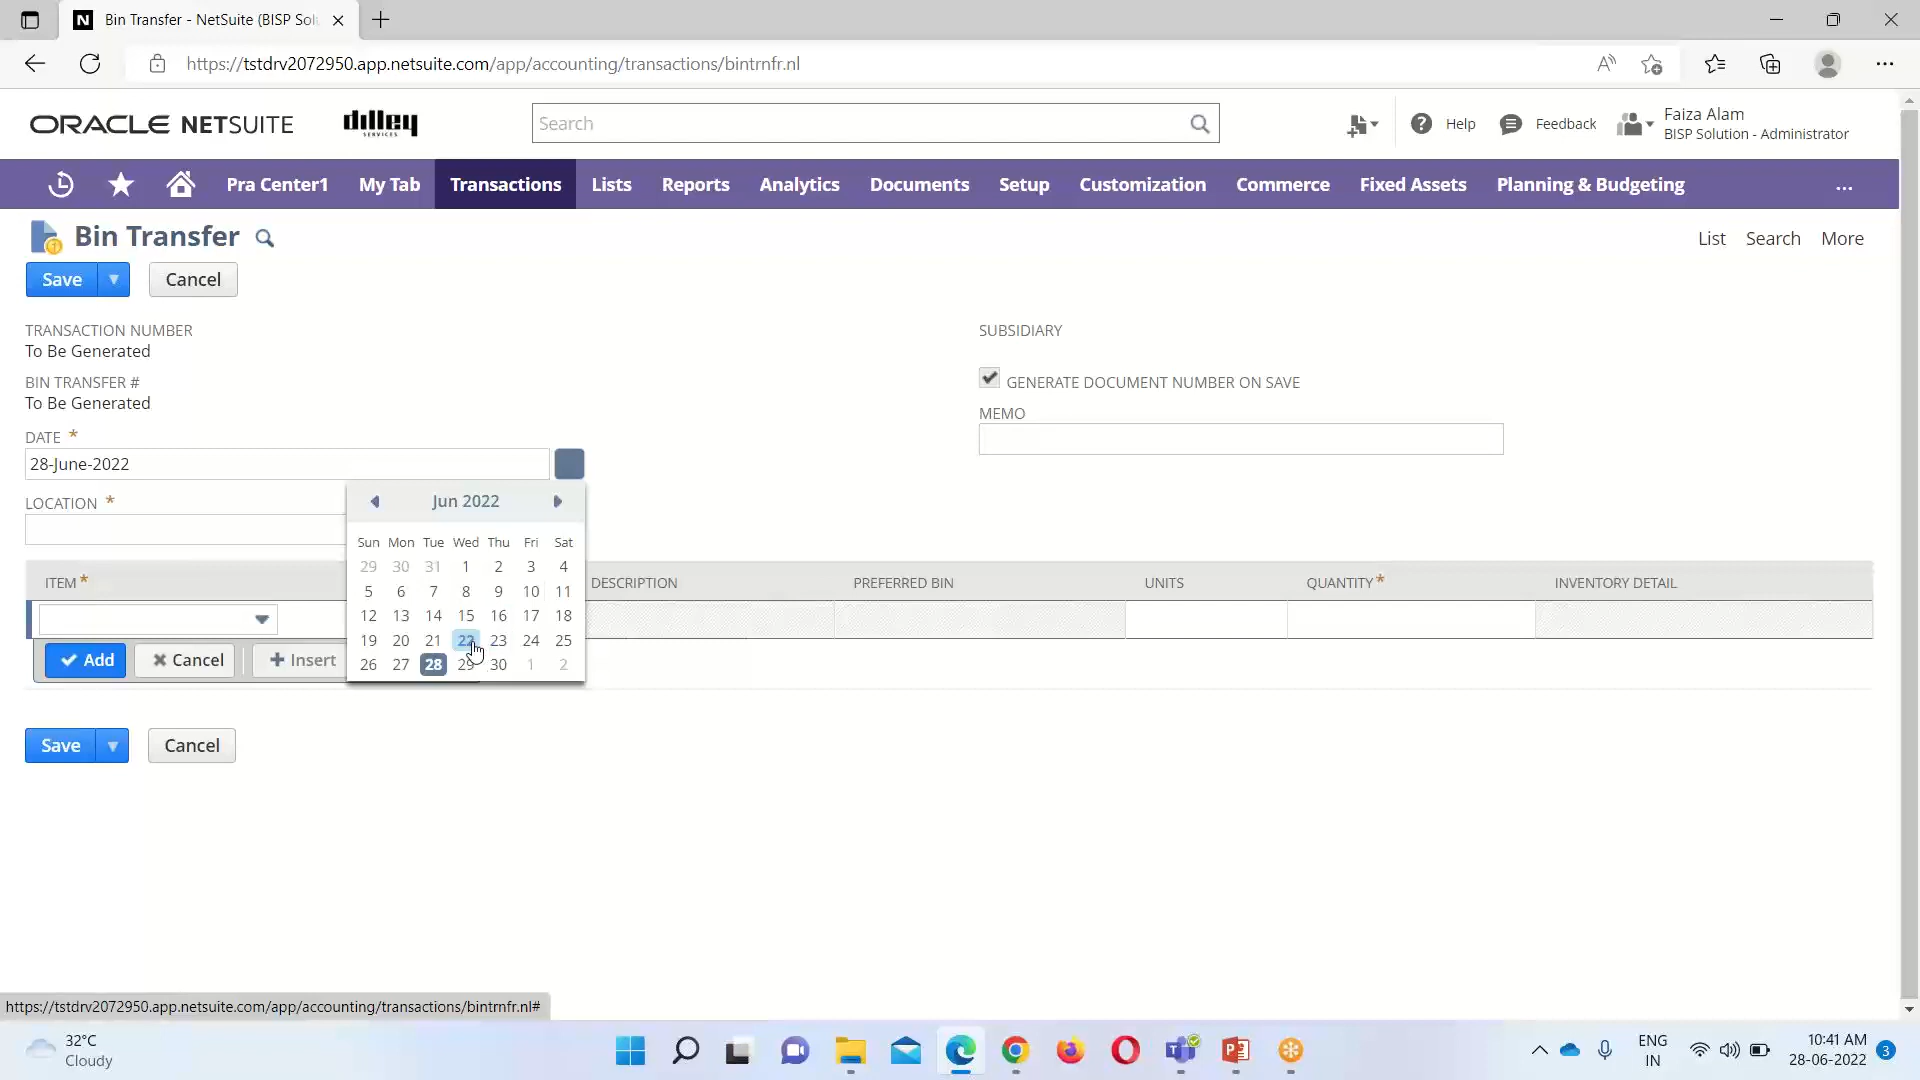 Bin Transfer - NetSuite (BISP Sol
https://tstdrv2072950.app.netsuite.com/app/accounting/transactions/bintrnfr.nl
ORACLE NETSUITE
dilley
SERVICES
Search
Help
Feedback
Faiza Alam
BISP Solution - Administrator
Pra Center1
My Tab
Transactions
Lists
Reports
Analytics
Documents
Setup
Customization
Commerce
Fixed Assets
Planning & Budgeting
...
Bin Transfer
List
Search
More
Save
Cancel
TRANSACTION NUMBER
To Be Generated
BIN TRANSFER #
To Be Generated
DATE *
28-June-2022
LOCATION *
SUBSIDIARY
GENERATE DOCUMENT NUMBER ON SAVE
MEMO
Jun 2022
Sun Mon Tue Wed Thu Fri Sat
29 30 31 1 2 3 4
5 6 7 8 9 10 11
12 13 14 15 16 17 18
19 20 21 22 23 24 25
26 27 28 29 30 1 2
ITEM *
DESCRIPTION
PREFERRED BIN
UNITS
QUANTITY *
INVENTORY DETAIL
Add
Cancel
Insert
Save
Cancel
https://tstdrv2072950.app.netsuite.com/app/accounting/transactions/bintrnfr.nl#
32°C
Cloudy
ENG
IN
10:41 AM
28-06-2022
3